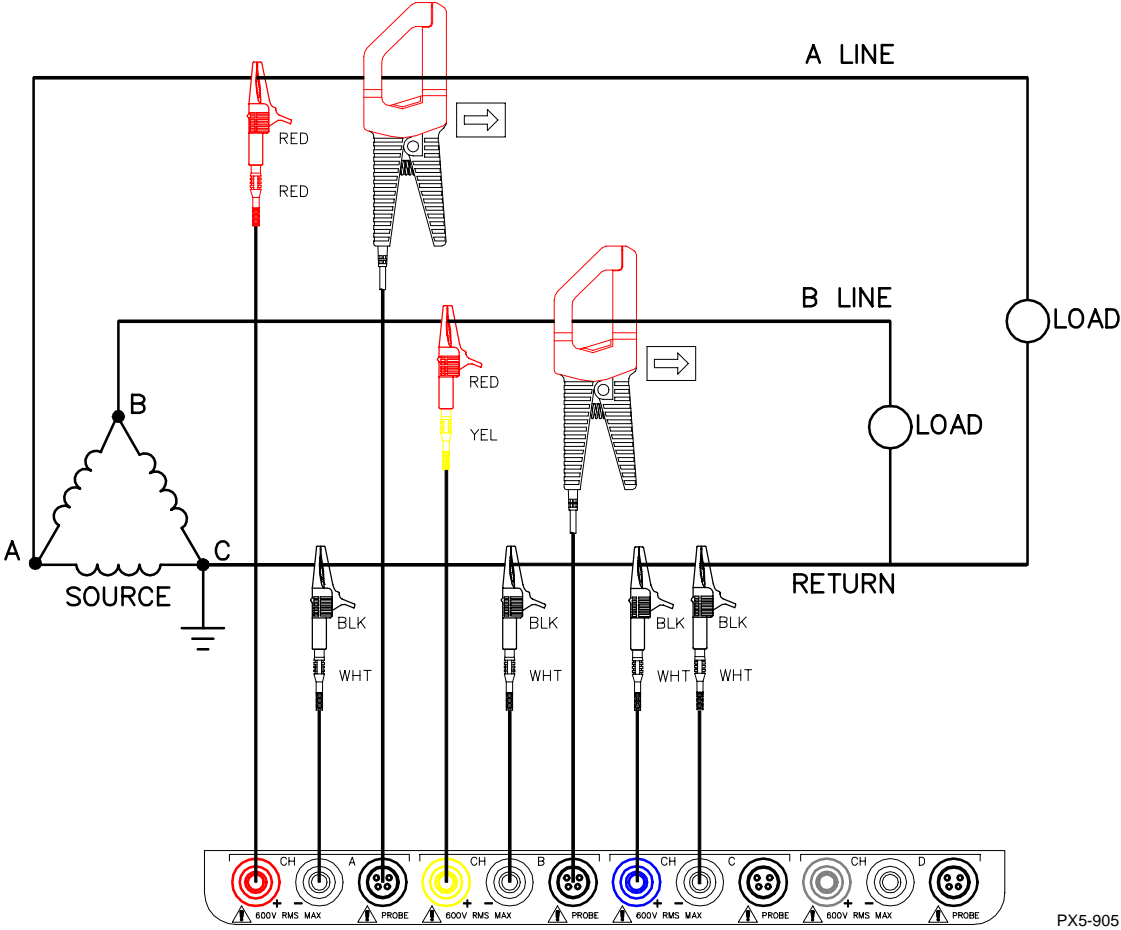 A LINE
RED
RED
B LINE
LOAD
RED
YEL
B
LOAD
A
C
SOURCE
RETURN
BLK
BLK
BLK
BLK
WHT
WHT
WHT
WHT
CH A CH B CH C CH D
+ − + − + − + −
600V RMS MAX PROBE 600V RMS MAX PROBE 600V RMS MAX PROBE 600V RMS MAX PROBE
PX5-905